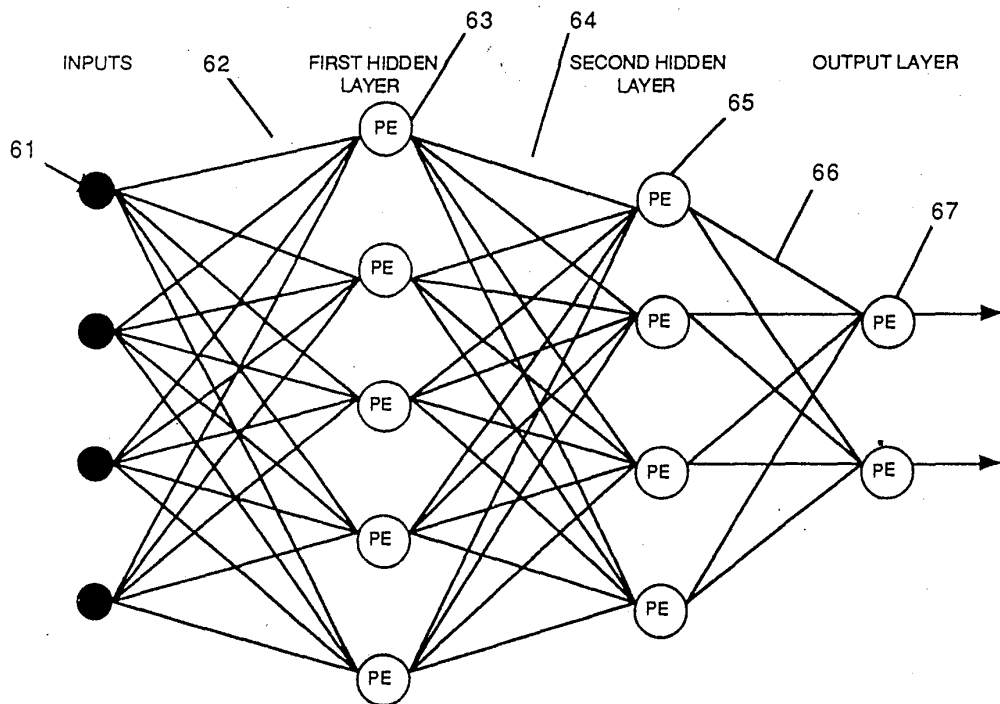 63
64
INPUTS
62
FIRST HIDDEN
LAYER
SECOND HIDDEN
LAYER
OUTPUT LAYER
65
61
PE
PE
66
67
PE
PE
PE
PE
PE
PE
PE
PE
PE